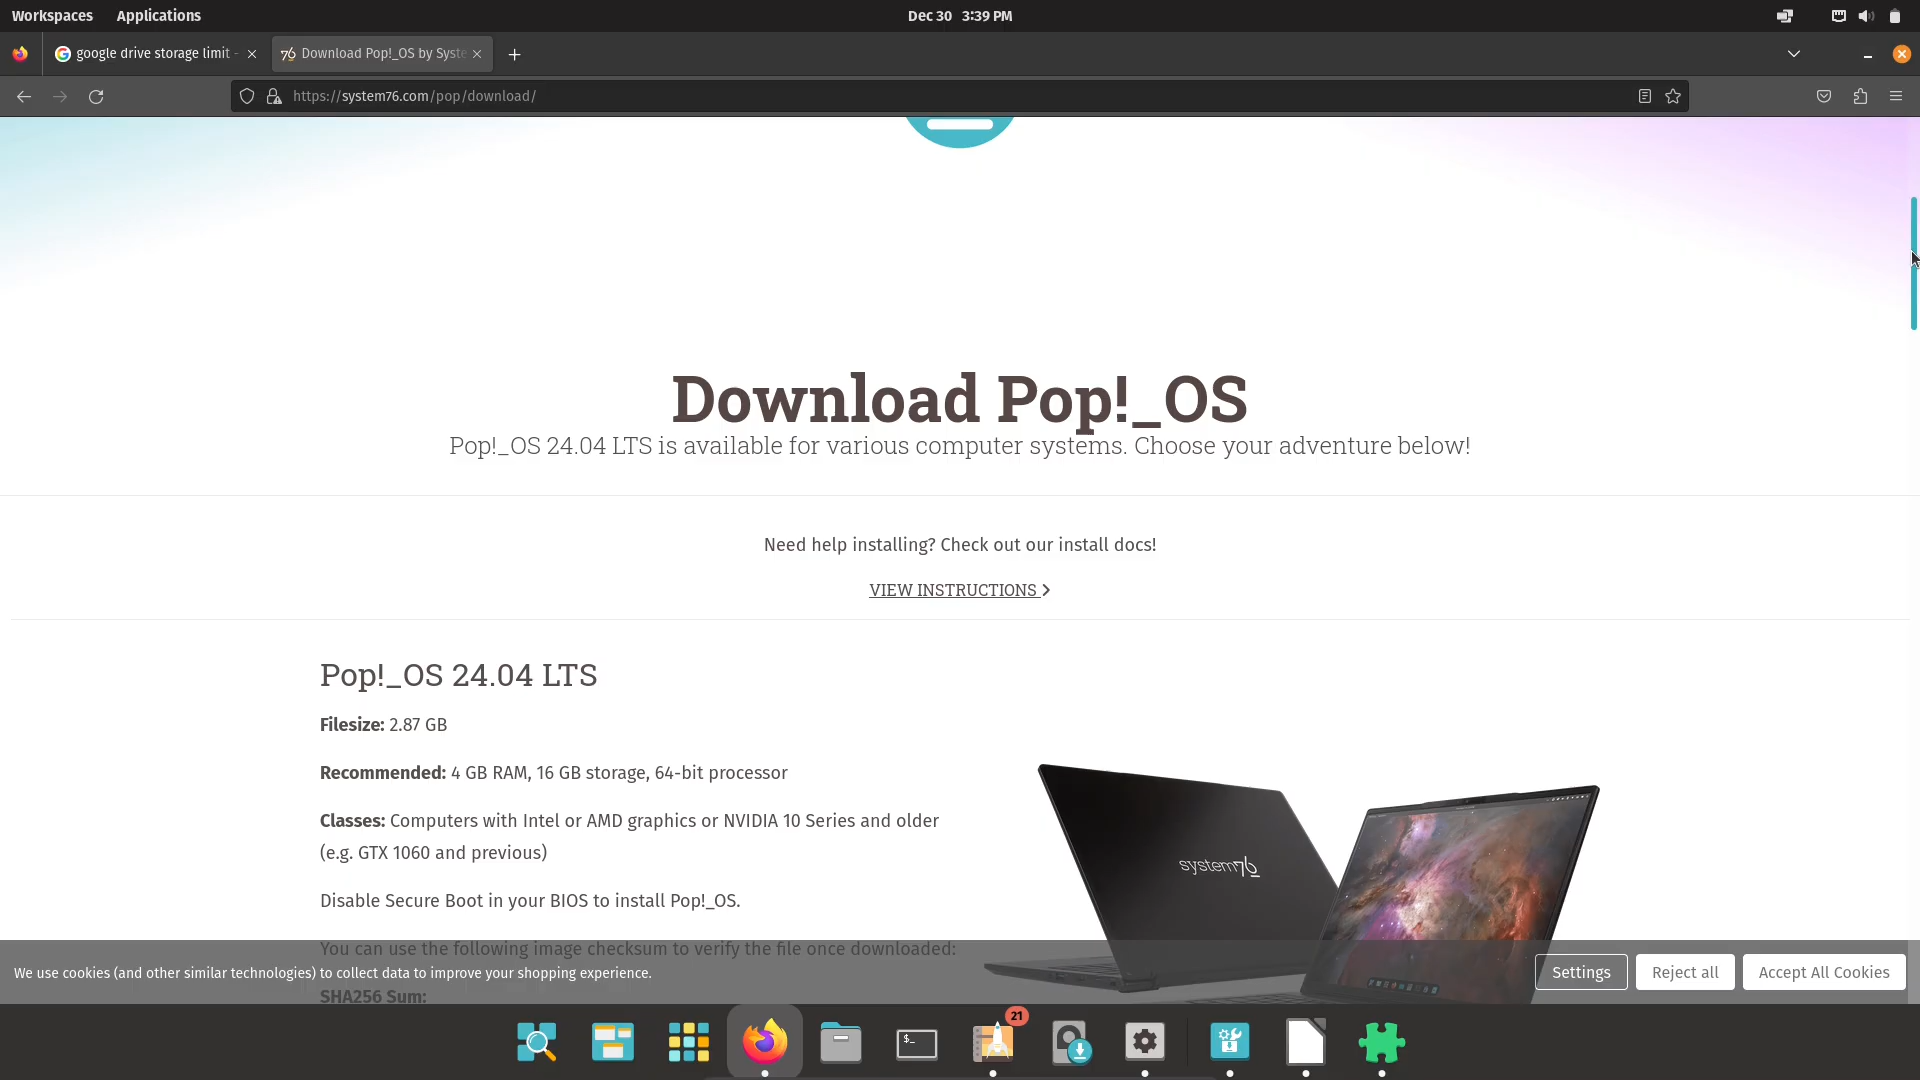 Workspaces
Applications
Dec 30 3:39 PM
google drive storage limit -
Download Pop!_OS by Syste
https://system76.com/pop/download/
Download Pop!_OS
Pop!_OS 24.04 LTS is available for various computer systems. Choose your adventure below!
Need help installing? Check out our install docs!
VIEW INSTRUCTIONS
Pop!_OS 24.04 LTS
Filesize: 2.87 GB
Recommended: 4 GB RAM, 16 GB storage, 64-bit processor
Classes: Computers with Intel or AMD graphics or NVIDIA 10 Series and older
(e.g. GTX 1060 and previous)
Disable Secure Boot in your BIOS to install Pop!_OS.
You can use the following image checksum to verify the file once downloaded:
SHA256 Sum:
system76
We use cookies (and other similar technologies) to collect data to improve your shopping experience.
Settings
Reject all
Accept All Cookies
$_
21